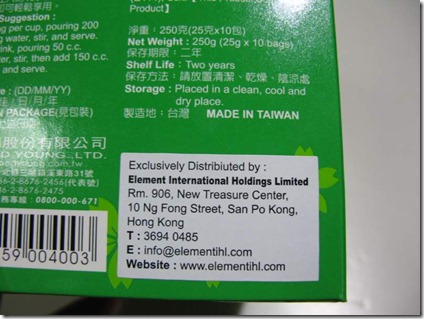 Product】
Suggestion :
淨重：250克(25克x10包)
g per cup, pouring 200
Net Weight : 250g (25g x 10 bags)
water, stir, and serve.
保存期限：二年
drink, pouring 50 c.c.
Shelf Life : Two years
stir, then add 150 c.c.
保存方法：請放置清潔、乾燥、陰涼處
Storage : Placed in a clean, cool and
dry place.
(DD/MM/YY)
日/月/年
製造地：台灣 MADE IN TAIWAN
PACKAGE(見包裝)
股份有限公司
YOUNG.,LTD.
0800-000-671
59 004003
Exclusively Distribiuted by :
Element International Holdings Limited
Rm. 906, New Treasure Center,
10 Ng Fong Street, San Po Kong,
Hong Kong
T : 3694 0485
E : info@elementihl.com
Website : www.elementihl.com